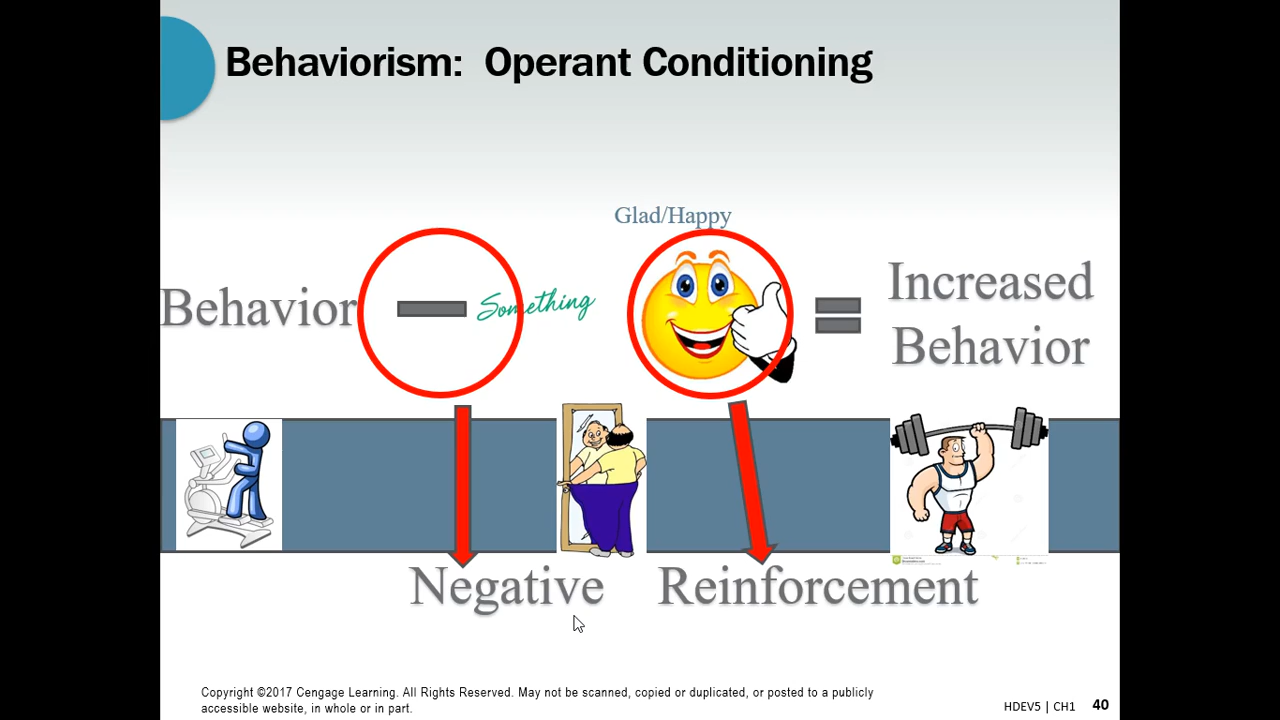 Behaviorism:  Operant Conditioning
Glad/Happy
Behavior
Something
Increased
Behavior
Negative
Reinforcement
Copyright ©2017 Cengage Learning. All Rights Reserved. May not be scanned, copied or duplicated, or posted to a publicly
accessible website, in whole or in part.
HDEV5 | CH1
40